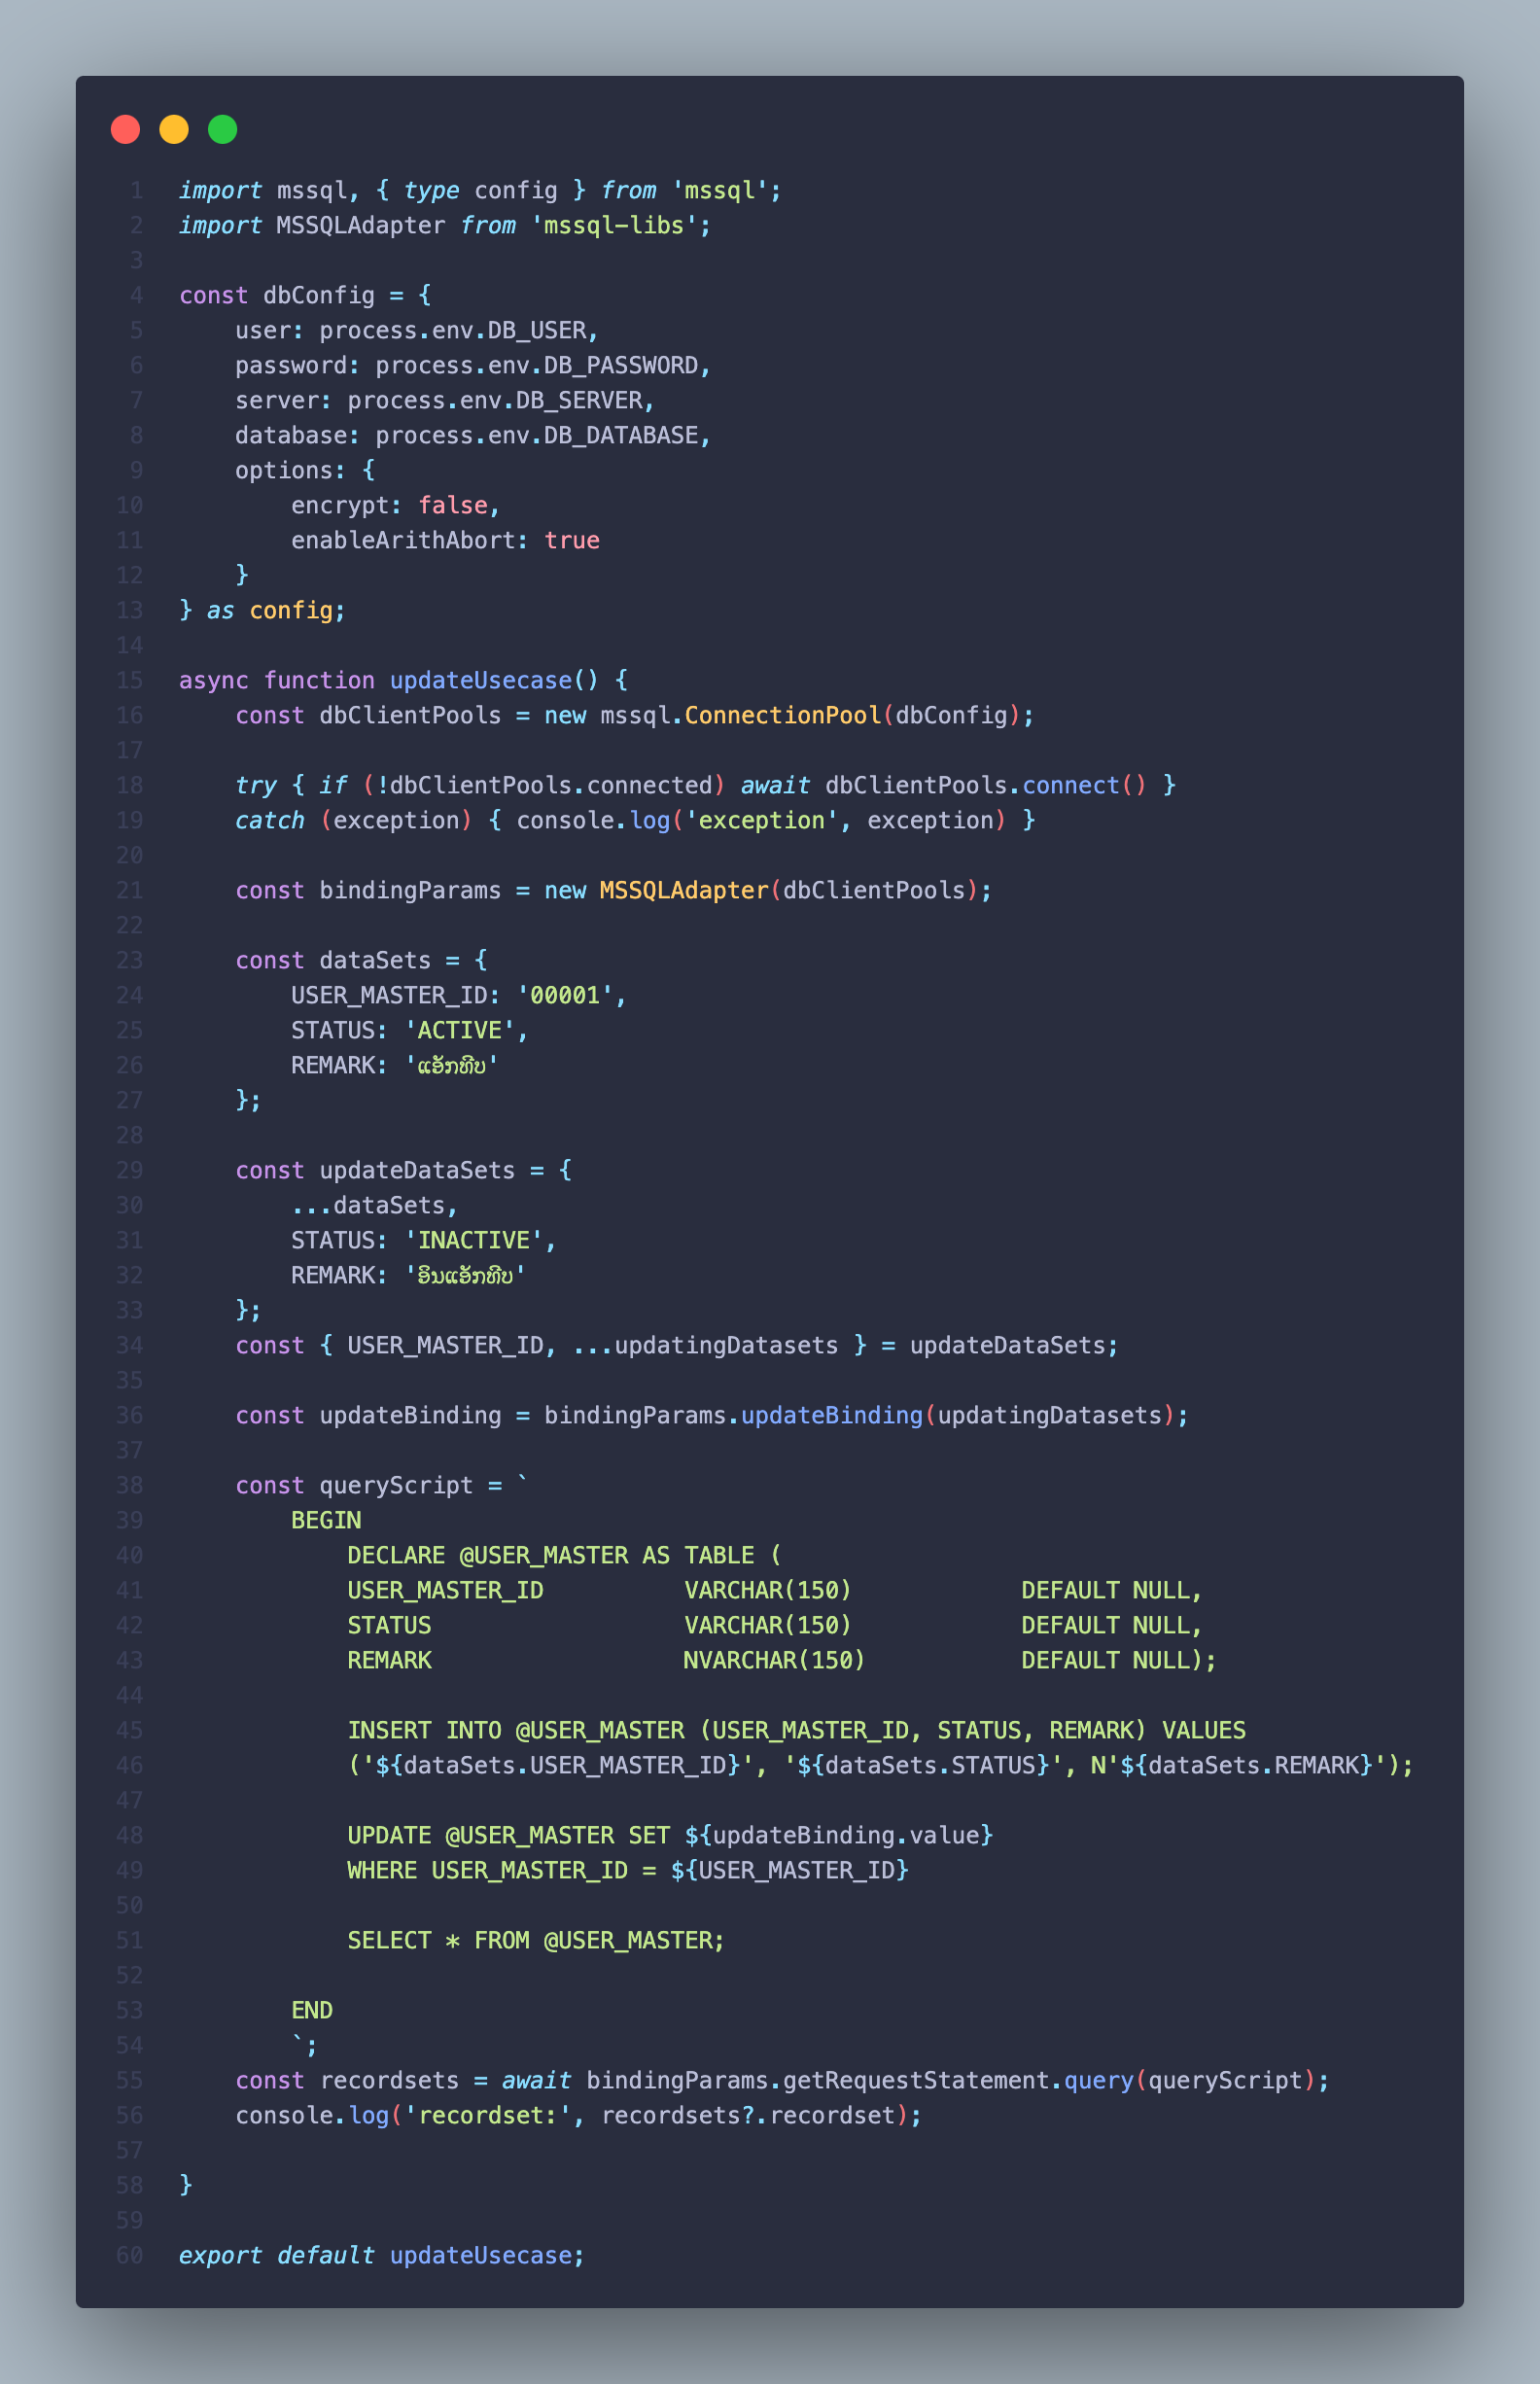 1 import mssql, { type config } from 'mssql';
2 import MSSQLAdapter from 'mssql-libs';
3
4 const dbConfig = {
5     user: process.env.DB_USER,
6     password: process.env.DB_PASSWORD,
7     server: process.env.DB_SERVER,
8     database: process.env.DB_DATABASE,
9     options: {
10         encrypt: false,
11         enableArithAbort: true
12     }
13 } as config;
14
15 async function updateUsecase() {
16     const dbClientPools = new mssql.ConnectionPool(dbConfig);
17
18     try { if (!dbClientPools.connected) await dbClientPools.connect() }
19     catch (exception) { console.log('exception', exception) }
20
21     const bindingParams = new MSSQLAdapter(dbClientPools);
22
23     const dataSets = {
24         USER_MASTER_ID: '00001',
25         STATUS: 'ACTIVE',
26         REMARK: 'ແອັກທີບ'
27     };
28
29     const updateDataSets = {
30         ...dataSets,
31         STATUS: 'INACTIVE',
32         REMARK: 'ອິນແອັກທີບ'
33     };
34     const { USER_MASTER_ID, ...updatingDatasets } = updateDataSets;
35
36     const updateBinding = bindingParams.updateBinding(updatingDatasets);
37
38     const queryScript = `
39         BEGIN
40             DECLARE @USER_MASTER AS TABLE (
41             USER_MASTER_ID          VARCHAR(150)            DEFAULT NULL,
42             STATUS                  VARCHAR(150)            DEFAULT NULL,
43             REMARK                  NVARCHAR(150)           DEFAULT NULL);
44
45             INSERT INTO @USER_MASTER (USER_MASTER_ID, STATUS, REMARK) VALUES
46             ('${dataSets.USER_MASTER_ID}', '${dataSets.STATUS}', N'${dataSets.REMARK}');
47
48             UPDATE @USER_MASTER SET ${updateBinding.value}
49             WHERE USER_MASTER_ID = ${USER_MASTER_ID}
50
51             SELECT * FROM @USER_MASTER;
52
53         END
54         `;
55     const recordsets = await bindingParams.getRequestStatement.query(queryScript);
56     console.log('recordset:', recordsets?.recordset);
57
58 }
59
60 export default updateUsecase;